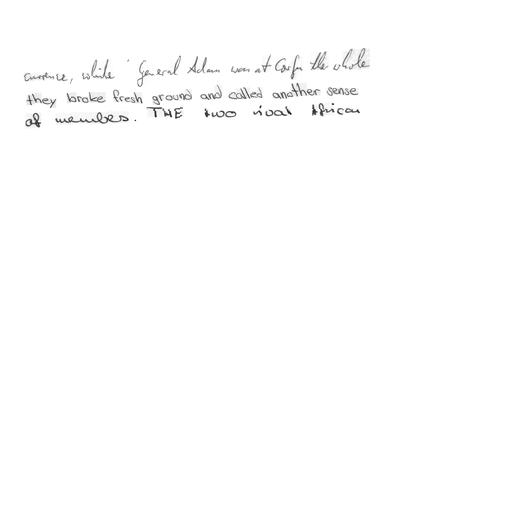 while General Adam was at Corfu the whole
they broke fresh ground and called another sense
of members. THE two rival African